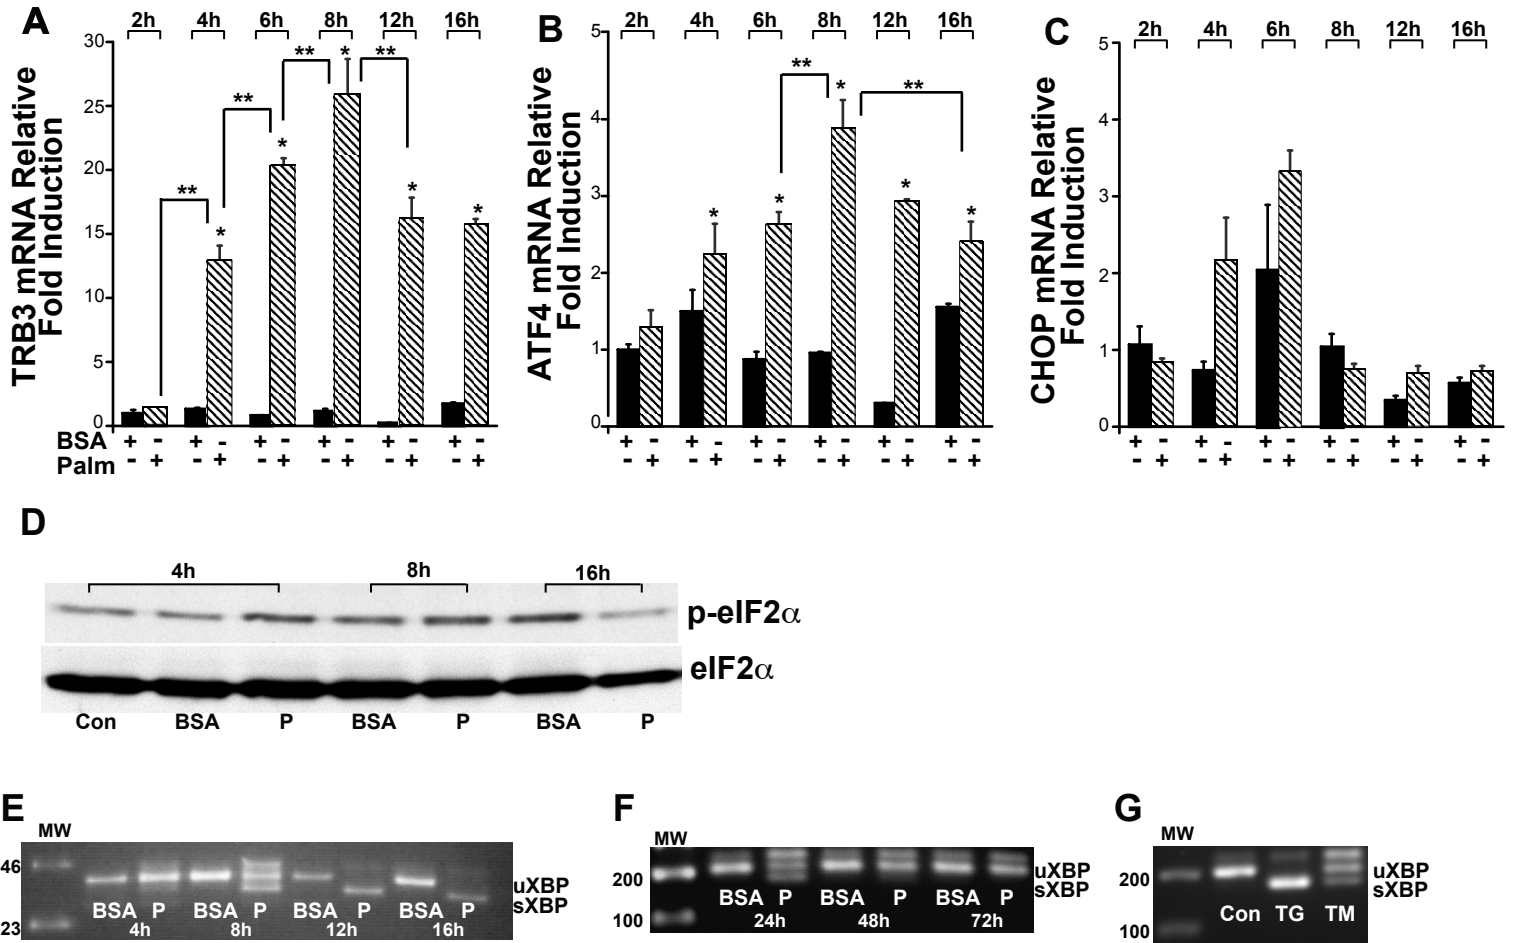 A
2h 4h 6h 8h 12h 16h
TRB3 mRNA Relative
Fold Induction
30
25
20
15
10
5
0
** ** ** * **
* * * *
BSA + - + - + - + - + - + -
Palm - + - + - + - + - + - +
B
2h 4h 6h 8h 12h 16h
ATF4 mRNA Relative
Fold Induction
5
4
3
2
1
0
** **
* * * * *
+ - + - + - + - + - + -
- + - + - + - + - + - +
C
2h 4h 6h 8h 12h 16h
CHOP mRNA Relative
Fold Induction
5
4
3
2
1
0
+ - + - + - + - + - + -
- + - + - + - + - + - +
D
4h 8h 16h
p-eIF2α
eIF2α
Con BSA P BSA P BSA P
E
MW
46
23
uXBP
sXBP
BSA P BSA P BSA P BSA P
4h 8h 12h 16h
F
MW
200
100
uXBP
sXBP
BSA P BSA P BSA P
24h 48h 72h
G
MW
200
100
uXBP
sXBP
Con TG TM